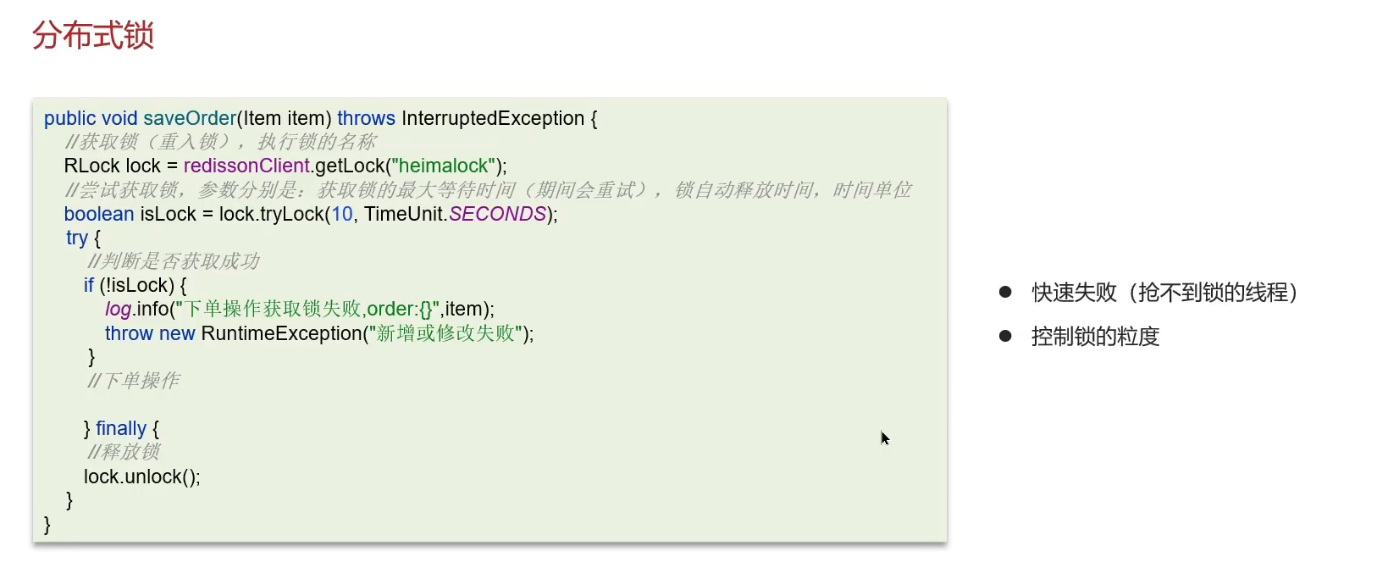 分布式锁
public void saveOrder(Item item) throws InterruptedException {
//获取锁（重入锁），执行锁的名称
RLock lock = redissonClient.getLock("heimalock");
//尝试获取锁，参数分别是：获取锁的最大等待时间（期间会重试），锁自动释放时间，时间单位
boolean isLock = lock.tryLock(10, TimeUnit.SECONDS);
try {
//判断是否获取成功
if (!isLock) {
log.info("下单操作获取锁失败,order:{}",item);
throw new RuntimeException("新增或修改失败");
}
//下单操作
} finally {
//释放锁
lock.unlock();
}
}
● 快速失败（抢不到锁的线程）
● 控制锁的粒度